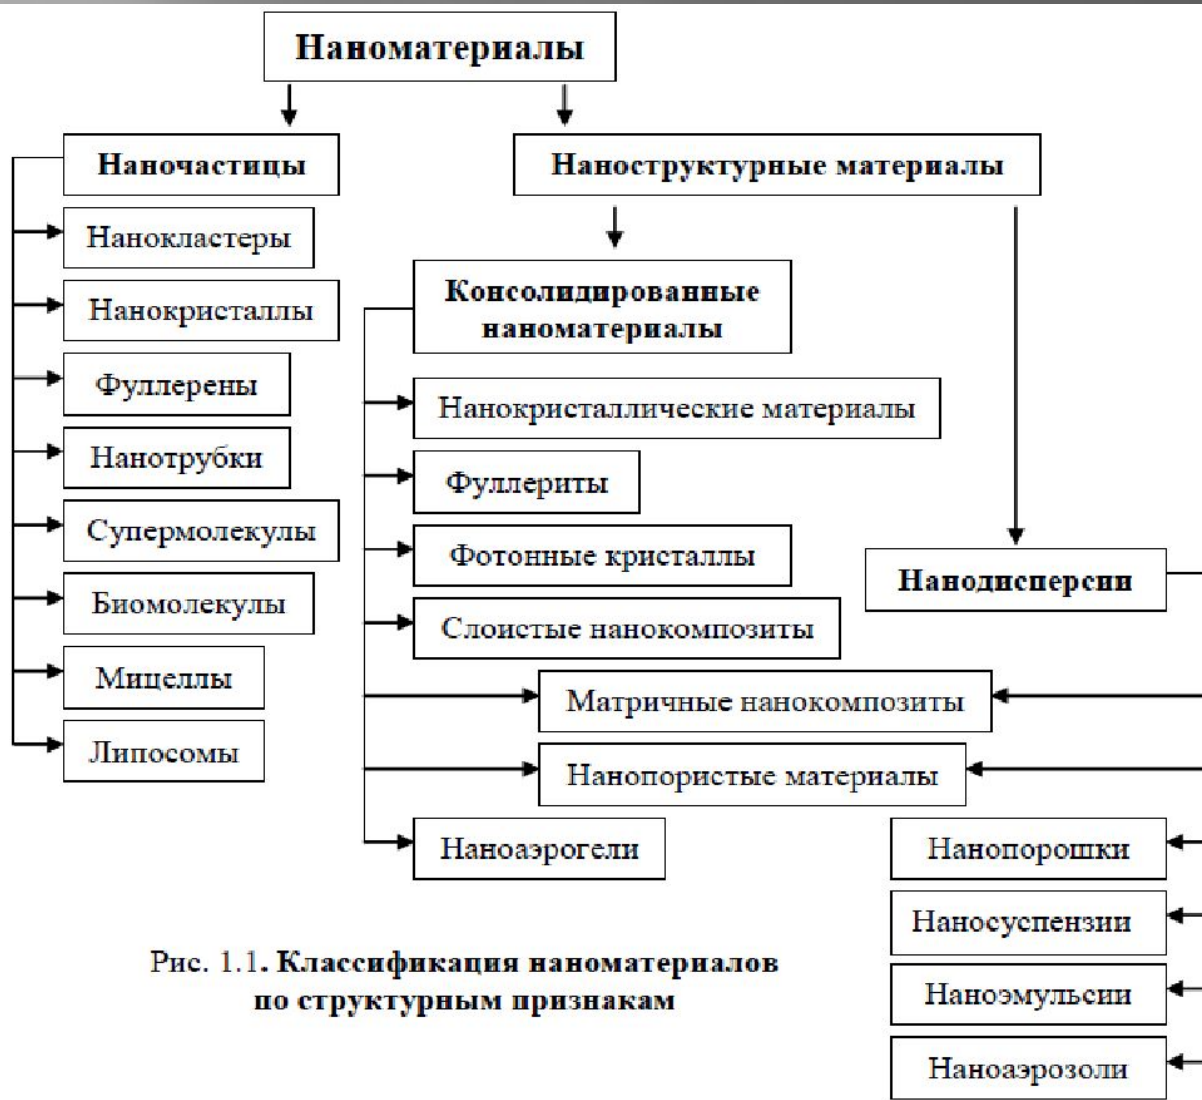 Наноматериалы
Наночастицы
Нанокластеры
Нанокристаллы
Фуллерены
Нанотрубки
Супермолекулы
Биомолекулы
Мицеллы
Липосомы
Наноструктурные материалы
Консолидированные
наноматериалы
Нанокристаллические материалы
Фуллериты
Фотонные кристаллы
Слоистые нанокомпозиты
Матричные нанокомпозиты
Нанопористые материалы
Наноаэрогели
Нанодисперсии
Нанопорошки
Наносуспензии
Наноэмульсии
Наноаэрозоли
Рис. 1.1. Классификация наноматериалов
по структурным признакам